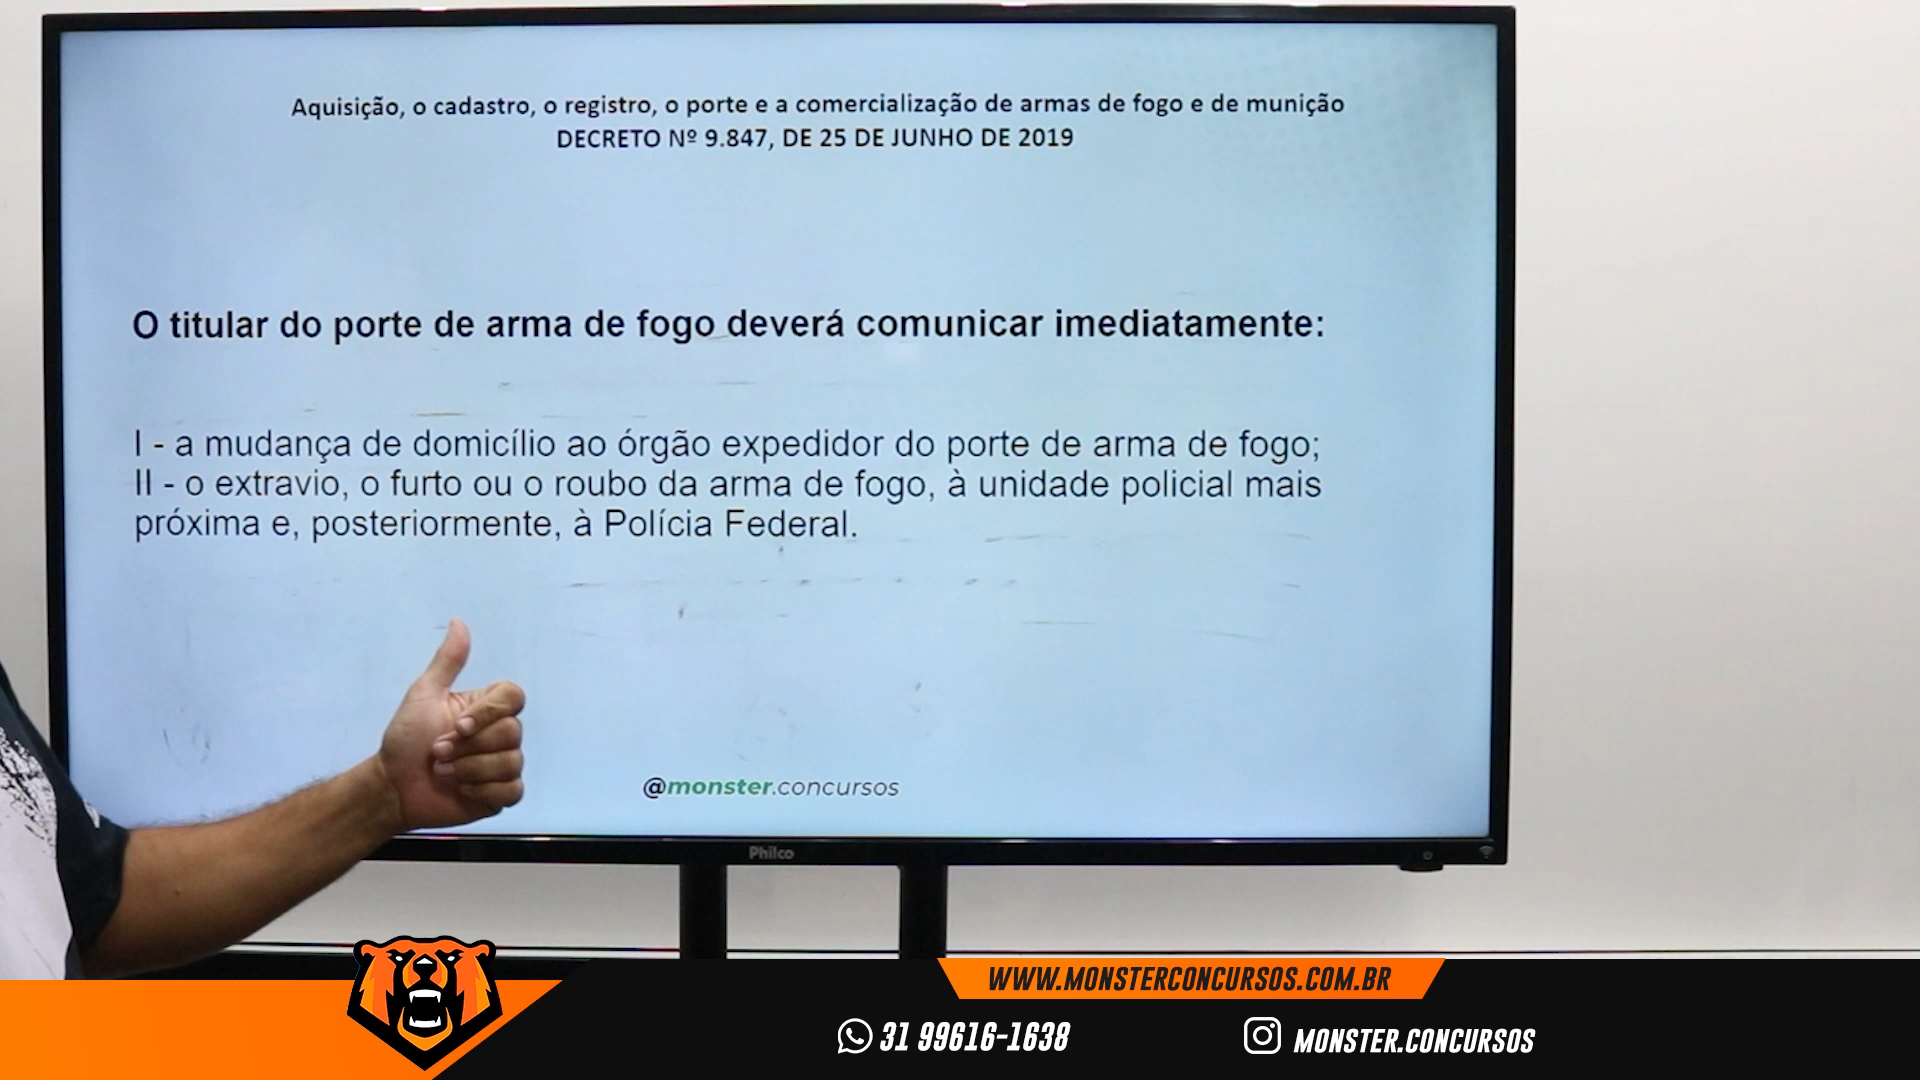 Aquisição, o cadastro, o registro, o porte e a comercialização de armas de fogo e de munição
DECRETO Nº 9.847, DE 25 DE JUNHO DE 2019
O titular do porte de arma de fogo deverá comunicar imediatamente:
I - a mudança de domicílio ao órgão expedidor do porte de arma de fogo;
II - o extravio, o furto ou o roubo da arma de fogo, à unidade policial mais
próxima e, posteriormente, à Polícia Federal.
@monster.concursos
Philco
WWW.MONSTERCONCURSOS.COM.BR
31 99616-1638
MONSTER.CONCURSOS